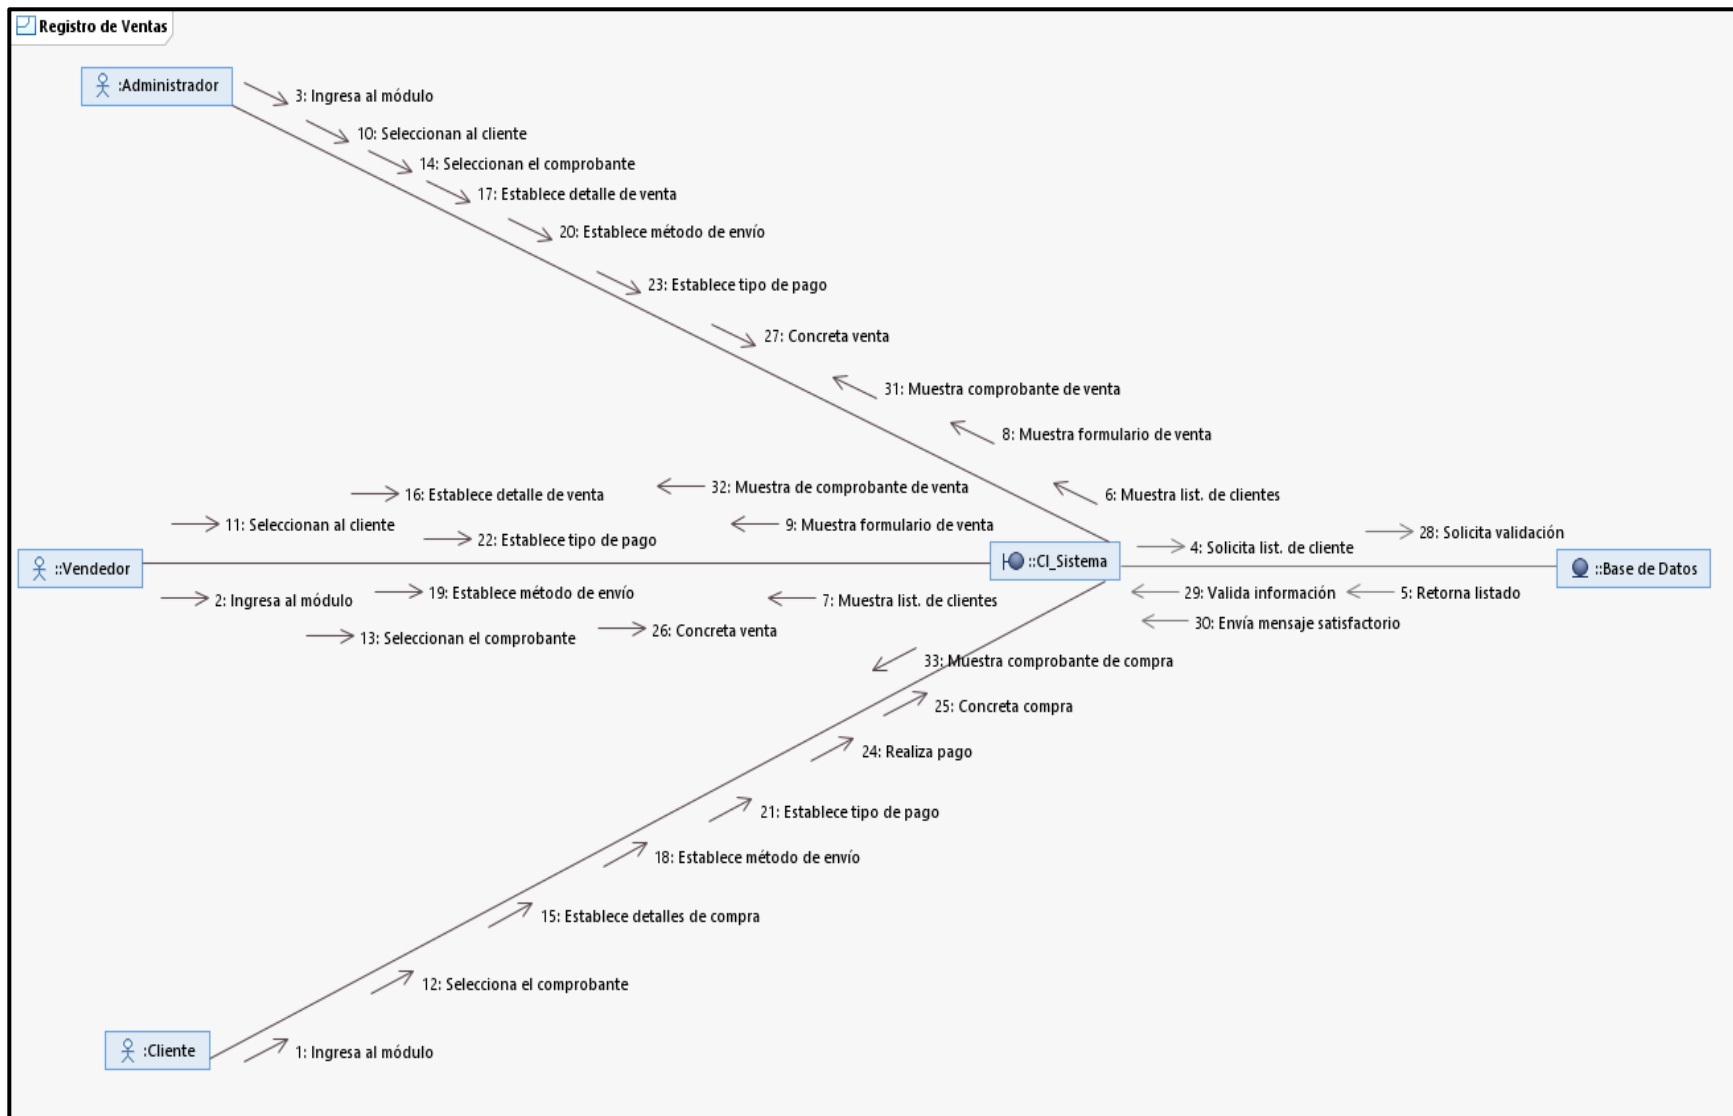 Registro de Ventas
:Administrador
3: Ingresa al módulo
10: Seleccionan al cliente
14: Seleccionan el comprobante
17: Establece detalle de venta
20: Establece método de envío
23: Establece tipo de pago
27: Concreta venta
31: Muestra comprobante de venta
8: Muestra formulario de venta
6: Muestra list. de clientes
16: Establece detalle de venta
32: Muestra de comprobante de venta
11: Seleccionan al cliente
22: Establece tipo de pago
9: Muestra formulario de venta
::Vendedor
::CI_Sistema
4: Solicita list. de cliente
28: Solicita validación
::Base de Datos
2: Ingresa al módulo
19: Establece método de envío
7: Muestra list. de clientes
29: Valida información
5: Retorna listado
13: Seleccionan el comprobante
26: Concreta venta
30: Envía mensaje satisfactorio
33: Muestra comprobante de compra
25: Concreta compra
24: Realiza pago
21: Establece tipo de pago
18: Establece método de envío
15: Establece detalles de compra
12: Selecciona el comprobante
:Cliente
1: Ingresa al módulo